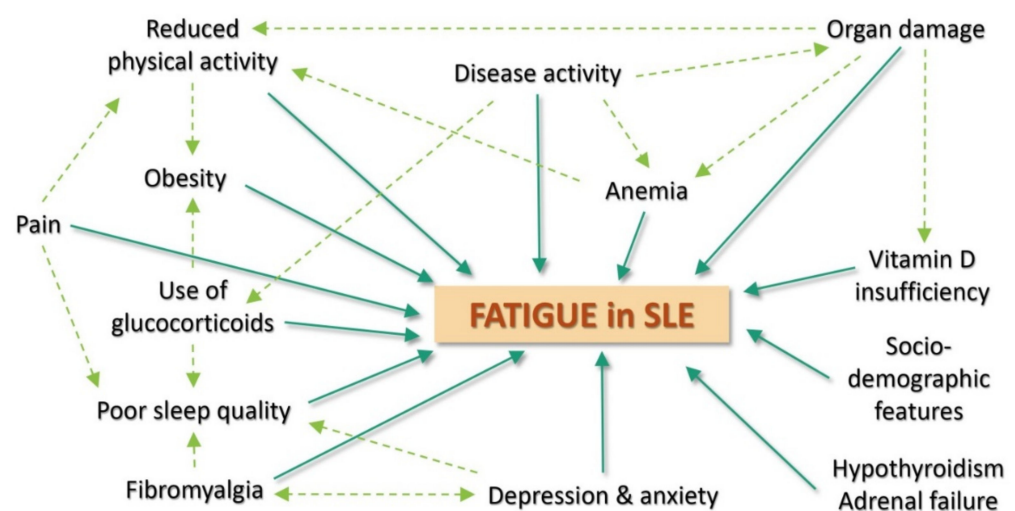 Reduced
physical activity
Organ damage
Disease activity
Obesity
Anemia
Pain
Vitamin D
insufficiency
Use of
glucocorticoids
FATIGUE in SLE
Socio-
demographic
features
Poor sleep quality
Hypothyroidism
Adrenal failure
Fibromyalgia
Depression & anxiety